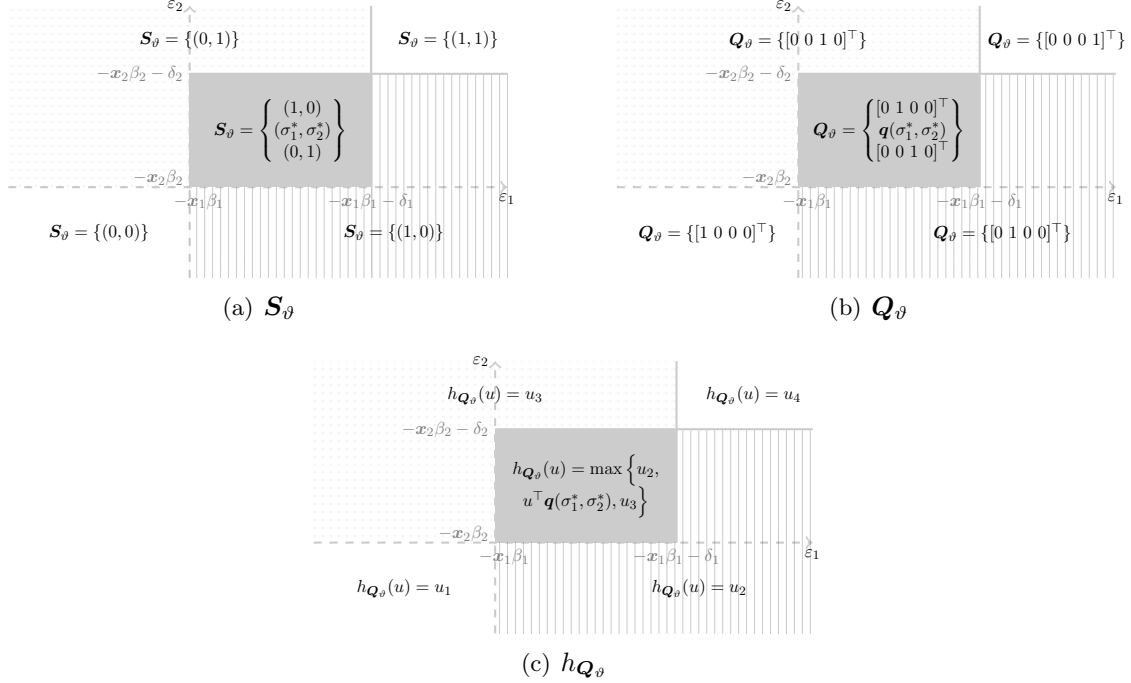 ε₂
S_ϑ = {(0, 1)}
S_ϑ = {(1, 1)}
−x₂β₂ − δ₂
S_ϑ = { (1, 0)
(σ₁*, σ₂*)
(0, 1) }
−x₂β₂
−x₁β₁
−x₁β₁ − δ₁
ε₁
S_ϑ = {(0, 0)}
S_ϑ = {(1, 0)}
(a) S_ϑ
ε₂
Q_ϑ = {[0 0 1 0]^⊤}
Q_ϑ = {[0 0 0 1]^⊤}
−x₂β₂ − δ₂
Q_ϑ = { [0 1 0 0]^⊤
q(σ₁*, σ₂*)
[0 0 1 0]^⊤ }
−x₂β₂
−x₁β₁
−x₁β₁ − δ₁
ε₁
Q_ϑ = {[1 0 0 0]^⊤}
Q_ϑ = {[0 1 0 0]^⊤}
(b) Q_ϑ
ε₂
h_{Q_ϑ}(u) = u₃
h_{Q_ϑ}(u) = u₄
−x₂β₂ − δ₂
h_{Q_ϑ}(u) = max {u₂,
u^⊤q(σ₁*, σ₂*), u₃}
−x₂β₂
−x₁β₁
−x₁β₁ − δ₁
ε₁
h_{Q_ϑ}(u) = u₁
h_{Q_ϑ}(u) = u₂
(c) h_{Q_ϑ}